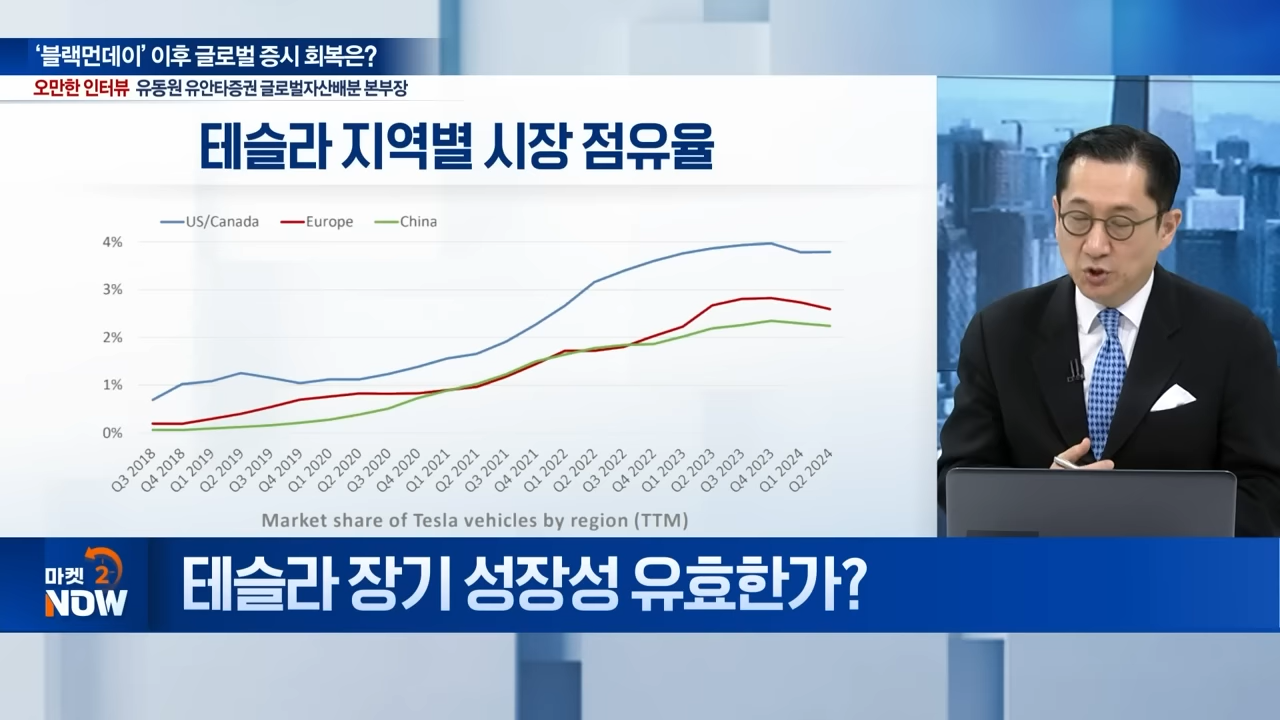 ‘블랙먼데이’ 이후 글로벌 증시 회복은?
오만한 인터뷰 유동원 유안타증권 글로벌자산배분 본부장
테슬라 지역별 시장 점유율
US/Canada Europe China
4%
3%
2%
1%
0%
Q3 2018 Q4 2018 Q1 2019 Q2 2019 Q3 2019 Q4 2019 Q1 2020 Q2 2020 Q3 2020 Q4 2020 Q1 2021 Q2 2021 Q3 2021 Q4 2021 Q1 2022 Q2 2022 Q3 2022 Q4 2022 Q1 2023 Q2 2023 Q3 2023 Q4 2023 Q1 2024 Q2 2024
Market share of Tesla vehicles by region (TTM)
마켓 2
NOW
테슬라 장기 성장성 유효한가?